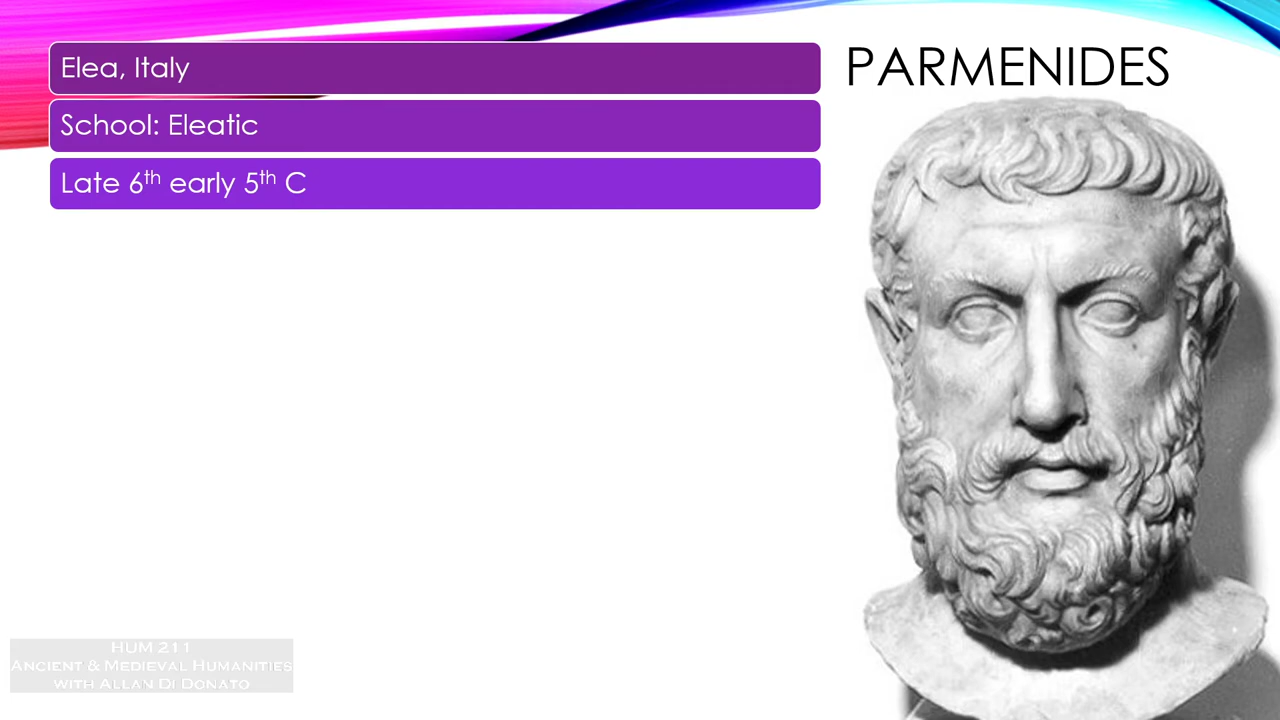 Elea, Italy
PARMENIDES
School: Eleatic
Late 6th early 5th C
HUM 211
Ancient & Medieval Humanities
with Allan Di Donato